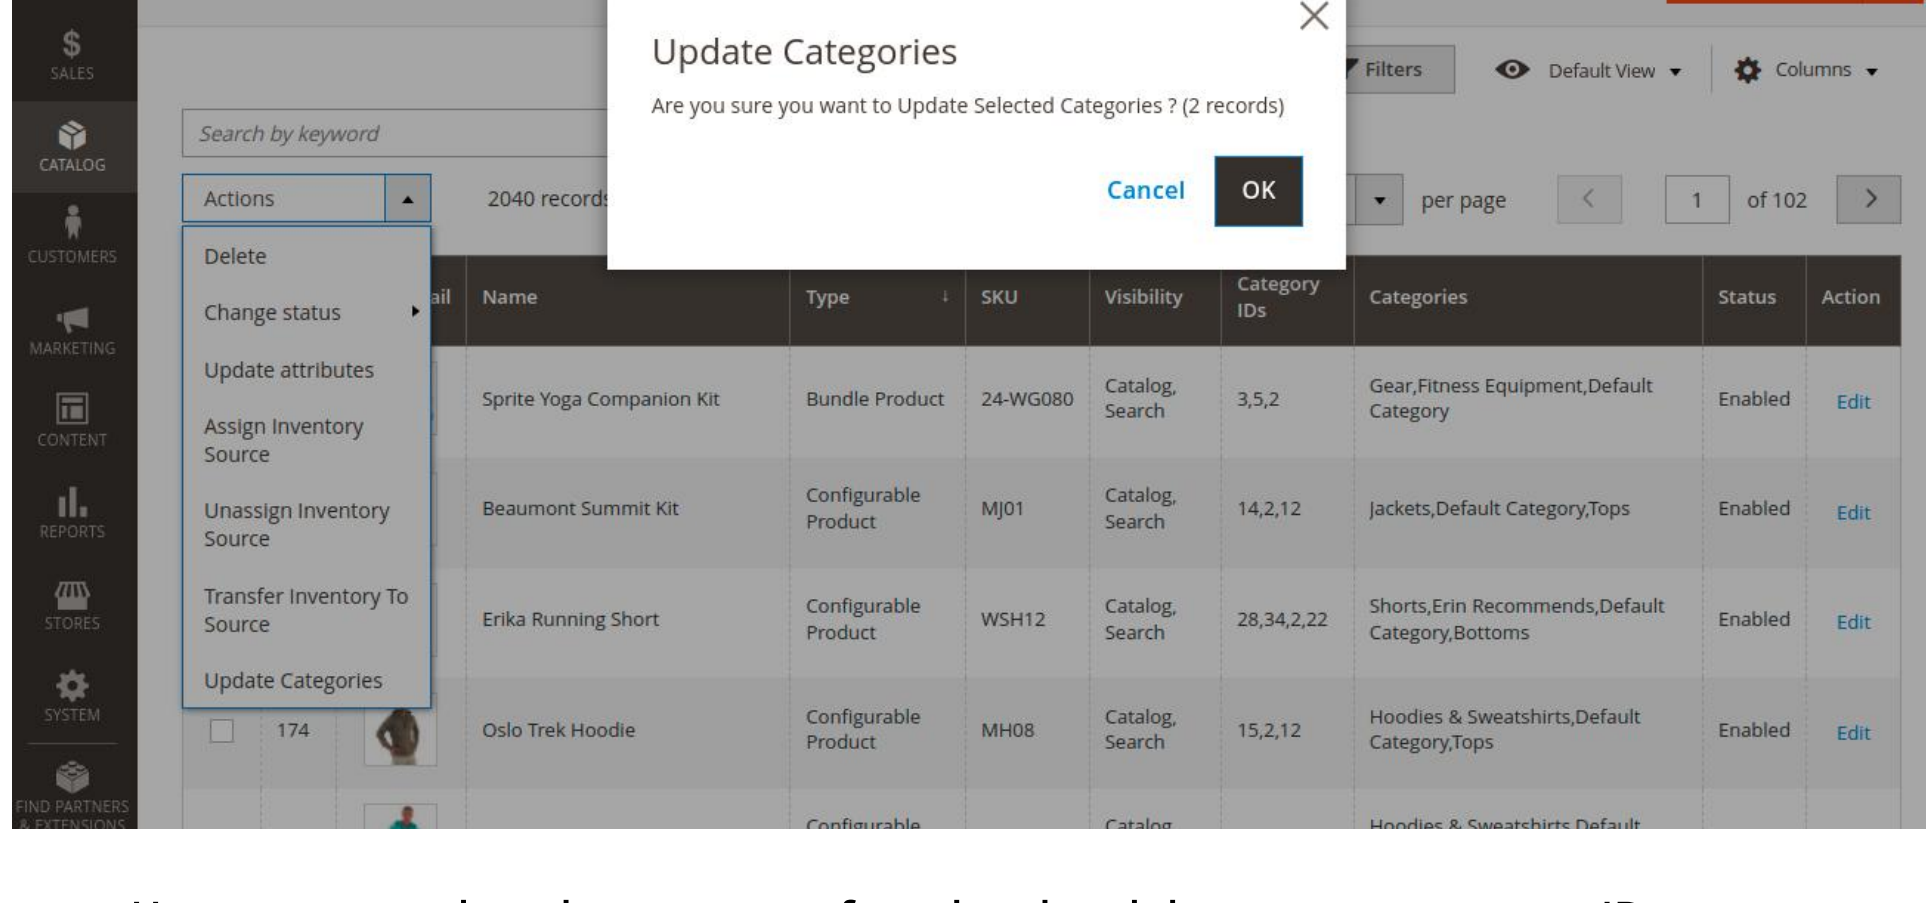 Update Categories
Are you sure you want to Update Selected Categories ? (2 records)
Cancel
OK
$
SALES
CATALOG
CUSTOMERS
MARKETING
CONTENT
REPORTS
STORES
SYSTEM
FIND PARTNERS
& EXTENSIONS
Filters
Default View
Columns
Search by keyword
Actions
2040 records
per page
1
of 102
Delete
Change status
Update attributes
Assign Inventory
Source
Unassign Inventory
Source
Transfer Inventory To
Source
Update Categories
Name
Type ↓
SKU
Visibility
Category
IDs
Categories
Status
Action
Sprite Yoga Companion Kit
Bundle Product
24-WG080
Catalog,
Search
3,5,2
Gear,Fitness Equipment,Default
Category
Enabled
Edit
Beaumont Summit Kit
Configurable
Product
MJ01
Catalog,
Search
14,2,12
Jackets,Default Category,Tops
Enabled
Edit
Erika Running Short
Configurable
Product
WSH12
Catalog,
Search
28,34,2,22
Shorts,Erin Recommends,Default
Category,Bottoms
Enabled
Edit
174
Oslo Trek Hoodie
Configurable
Product
MH08
Catalog,
Search
15,2,12
Hoodies & Sweatshirts,Default
Category,Tops
Enabled
Edit
Configurable
Catalog
Hoodies & Sweatshirts Default